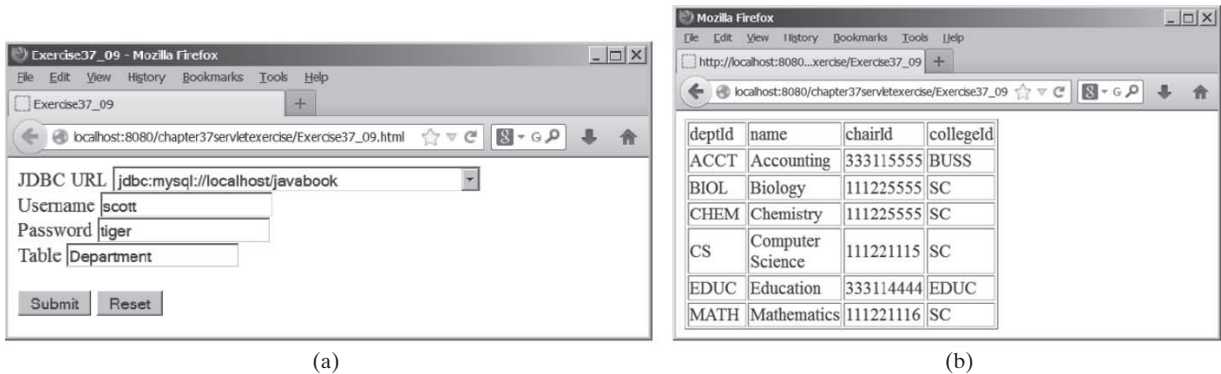 Exercise37_09 - Mozilla Firefox
File Edit View History Bookmarks Tools Help
Exercise37_09 +
localhost:8080/chapter37servletexercise/Exercise37_09.html 8 - G
JDBC URL jdbc:mysql://localhost/javabook
Username scott
Password tiger
Table Department
Submit Reset
(a)
Mozilla Firefox
File Edit View History Bookmarks Tools Help
http://localhost:8080...xercise/Exercise37_09 +
localhost:8080/chapter37servletexercise/Exercise37_09 8 - G
deptId name chairId collegeId
ACCT Accounting 333115555 BUSS
BIOL Biology 111225555 SC
CHEM Chemistry 111225555 SC
CS Computer Science 111221115 SC
EDUC Education 333114444 EDUC
MATH Mathematics 111221116 SC
(b)